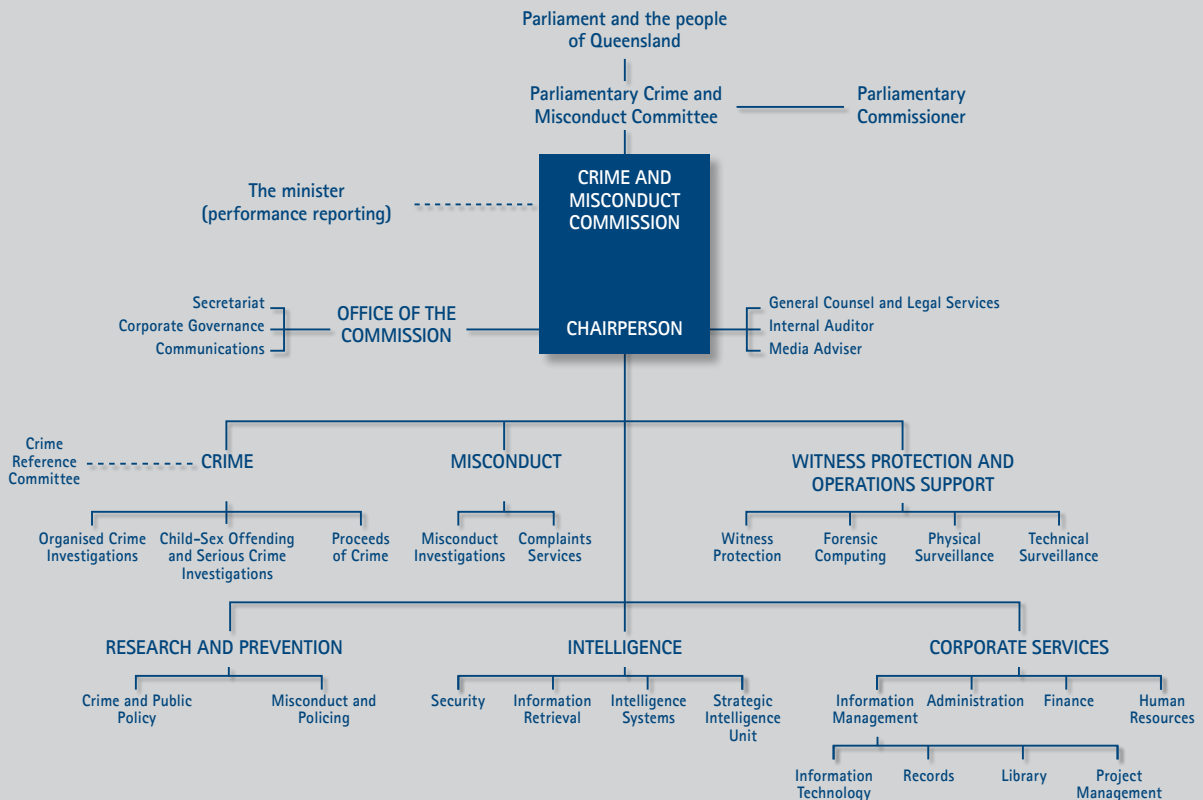 Parliament and the people
of Queensland
Parliamentary Crime and
Misconduct Committee
Parliamentary
Commissioner
CRIME AND
MISCONDUCT
COMMISSION
The minister
(performance reporting)
Secretariat
Corporate Governance
Communications
OFFICE OF THE
COMMISSION
CHAIRPERSON
General Counsel and Legal Services
Internal Auditor
Media Adviser
Crime
Reference
Committee
CRIME
MISCONDUCT
WITNESS PROTECTION AND
OPERATIONS SUPPORT
Organised Crime
Investigations
Child-Sex Offending
and Serious Crime
Investigations
Proceeds
of Crime
Misconduct
Investigations
Complaints
Services
Witness
Protection
Forensic
Computing
Physical
Surveillance
Technical
Surveillance
RESEARCH AND PREVENTION
INTELLIGENCE
CORPORATE SERVICES
Crime and Public
Policy
Misconduct and
Policing
Security
Information
Retrieval
Intelligence
Systems
Strategic
Intelligence
Unit
Information
Management
Administration
Finance
Human
Resources
Information
Technology
Records
Library
Project
Management